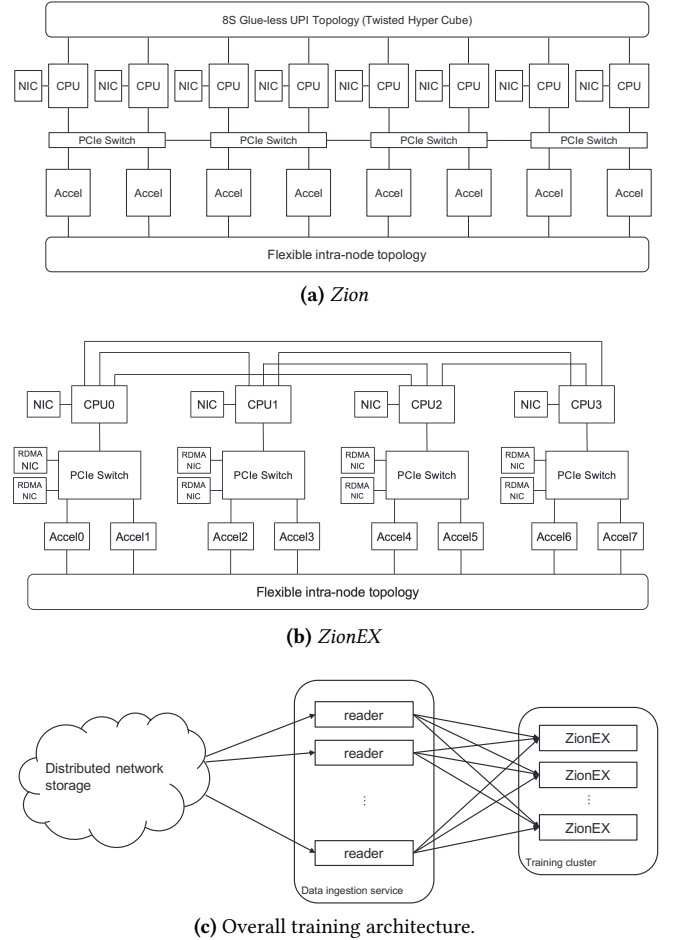 8S Glue-less UPI Topology (Twisted Hyper Cube)
NIC CPU NIC CPU NIC CPU NIC CPU NIC CPU NIC CPU NIC CPU NIC CPU
PCIe Switch PCIe Switch PCIe Switch PCIe Switch
Accel Accel Accel Accel Accel Accel Accel Accel
Flexible intra-node topology
(a) Zion
NIC CPU0 NIC CPU1 NIC CPU2 NIC CPU3
RDMA NIC RDMA NIC PCIe Switch RDMA NIC RDMA NIC PCIe Switch RDMA NIC RDMA NIC PCIe Switch RDMA NIC RDMA NIC PCIe Switch
Accel0 Accel1 Accel2 Accel3 Accel4 Accel5 Accel6 Accel7
Flexible intra-node topology
(b) ZionEX
Distributed network
storage
reader
reader
⋮
reader
Data ingestion service
ZionEX
ZionEX
⋮
ZionEX
Training cluster
(c) Overall training architecture.